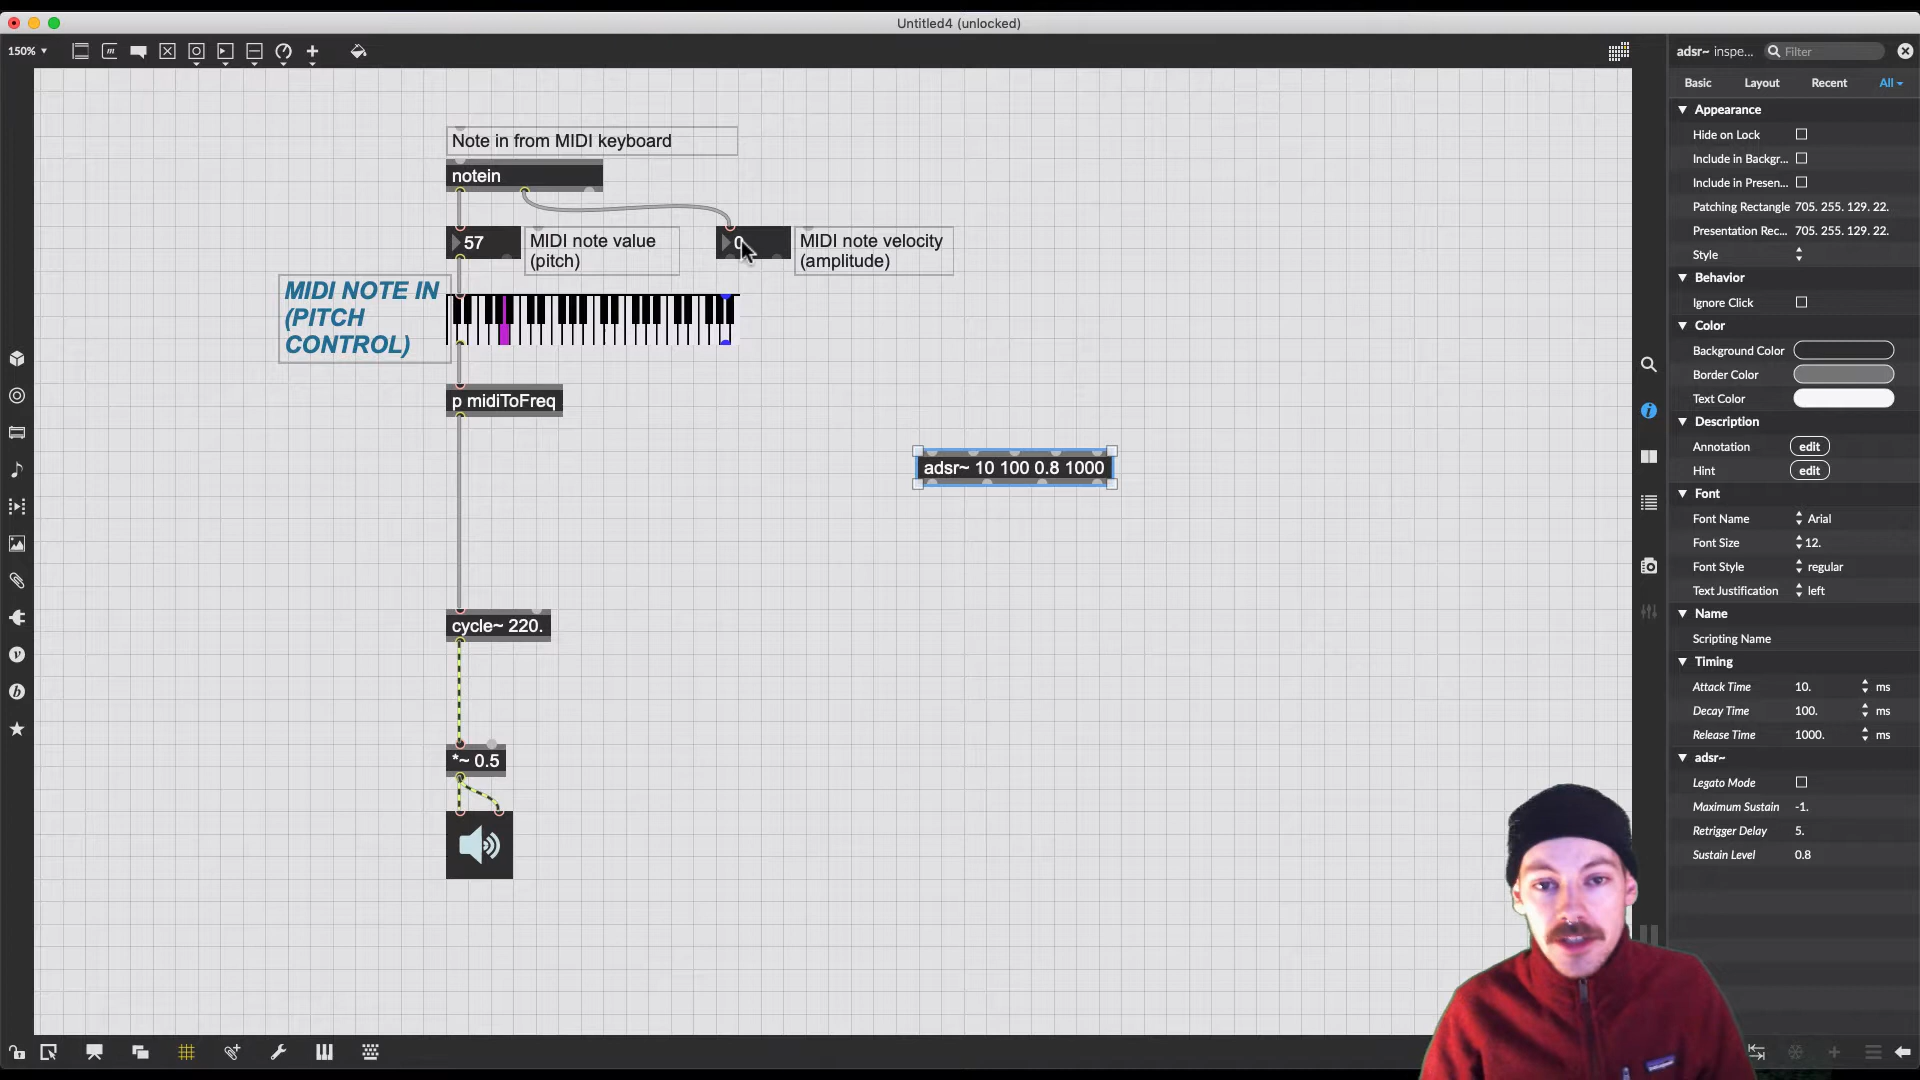 Untitled4 (unlocked)
150%
adsr~ inspe...
Filter
Basic
Layout
Recent
All
Note in from MIDI keyboard
notein
57
MIDI note value
(pitch)
0
MIDI note velocity
(amplitude)
MIDI NOTE IN
(PITCH
CONTROL)
p midiToFreq
adsr~ 10 100 0.8 1000
cycle~ 220.
*~ 0.5
Appearance
Hide on Lock
Include in Backgr...
Include in Presen...
Patching Rectangle 705. 255. 129. 22.
Presentation Rec... 705. 255. 129. 22.
Style
Behavior
Ignore Click
Color
Background Color
Border Color
Text Color
Description
Annotation edit
Hint edit
Font
Font Name Arial
Font Size 12.
Font Style regular
Text Justification left
Name
Scripting Name
Timing
Attack Time 10. ms
Decay Time 100. ms
Release Time 1000. ms
adsr~
Legato Mode
Maximum Sustain -1.
Retrigger Delay 5.
Sustain Level 0.8